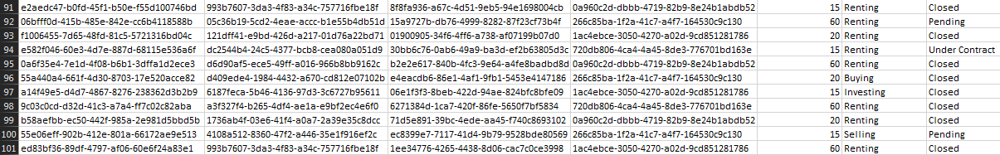 91 e2aedc47-b0fd-45f1-b50e-f55d100746bd 993b7607-3da3-4f83-a34c-757716fbe18f 8f8fa936-a67c-4d51-9eb5-94e1698004cb 0a960c2d-dbbb-4719-82b9-8e24b1abdb52 15 Renting Closed
92 06bfff0d-415b-485e-842e-cc6b4118588b 05c36b19-5cd2-4eae-accc-b1e55b4db51d 15a9727b-db76-4999-8282-87f23cf73b4f 266c85ba-1f2a-41c7-a4f7-164530c9c130 60 Renting Pending
93 f1006455-7d65-48fd-81c5-5721316bd04c 121dff41-e9bd-426d-a217-01d76a22bd71 01900905-34f6-4ff6-a738-af07199b07d0 1ac4ebce-3050-4270-a02d-9cd851281786 20 Renting Closed
94 e582f046-60e3-4d7e-887d-68115e536a6f dc2544b4-24c5-4377-bcb8-cea080a051d9 30bb6c76-0ab6-49a9-ba3d-ef2b63805d3c 720db806-4ca4-4a45-8de3-776701bd163e 15 Renting Under Contract
95 0a6f35e4-7e1d-4f08-b6b1-3dffa1d2ece3 d6d90af5-ece5-49ff-a016-966b8bb9162c b2e2e617-840b-4fc3-9e64-a4fe8badbd8d 0a960c2d-dbbb-4719-82b9-8e24b1abdb52 60 Renting Closed
96 55a440a4-661f-4d30-8703-17e520acce82 d409ede4-1984-4432-a670-cd812e07102b e4eacdb6-86e1-4af1-9fb1-5453e4147186 266c85ba-1f2a-41c7-a4f7-164530c9c130 20 Buying Closed
97 a14f49e5-d4d7-4867-8276-238362d3b2b9 6187feca-5b46-4136-97d3-3c6727b95611 06e1f3f3-8beb-422d-94ae-824bfc8bfe09 1ac4ebce-3050-4270-a02d-9cd851281786 15 Investing Closed
98 9c03c0cd-d32d-41c3-a7a4-ff7c02c82aba a3f327f4-b265-4df4-ae1a-e9bf2ec4e6f0 6271384d-1ca7-420f-86fe-5650f7bf5834 720db806-4ca4-4a45-8de3-776701bd163e 60 Renting Closed
99 b58aefbb-ec50-442f-985a-2e981d5bbd5b 1736ab4f-03e6-41f4-a0a7-2a39e35c8dcc 71d5e891-39bc-4ede-aa45-f740c8693102 0a960c2d-dbbb-4719-82b9-8e24b1abdb52 20 Renting Closed
100 55e06eff-902b-412e-801a-66172ae9e513 4108a512-8360-47f2-a446-35e1f916ef2c ec8399e7-7117-41d4-9b79-9528bde80569 266c85ba-1f2a-41c7-a4f7-164530c9c130 15 Selling Pending
101 ed83bf36-89df-4797-af06-60e6f24a83e1 993b7607-3da3-4f83-a34c-757716fbe18f 1ee34776-4265-4438-8d06-cac7c0ce3998 1ac4ebce-3050-4270-a02d-9cd851281786 60 Renting Closed